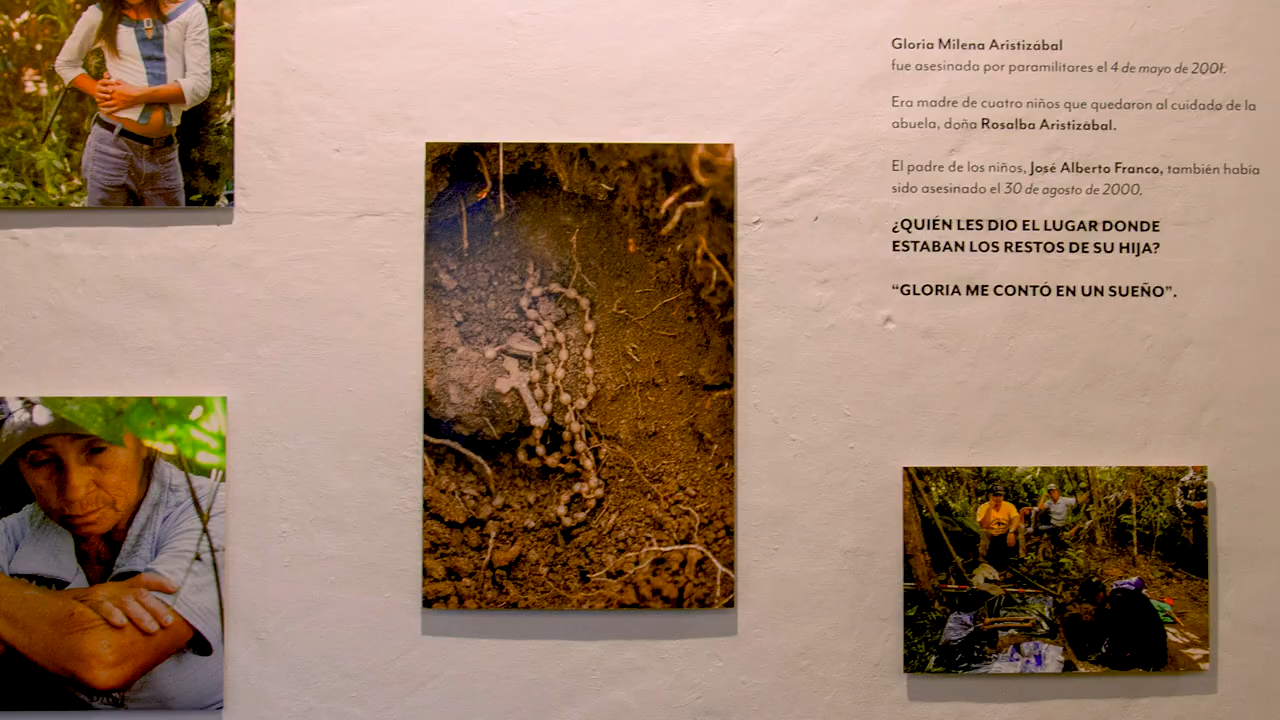 Gloria Milena Aristizábal
fue asesinada por paramilitares el 4 de mayo de 2001.
Era madre de cuatro niños que quedaron al cuidado de la
abuela, doña Rosalba Aristizábal.
El padre de los niños, José Alberto Franco, también había
sido asesinado el 30 de agosto de 2000.
¿QUIÉN LES DIO EL LUGAR DONDE
ESTABAN LOS RESTOS DE SU HIJA?
“GLORIA ME CONTÓ EN UN SUEÑO”.